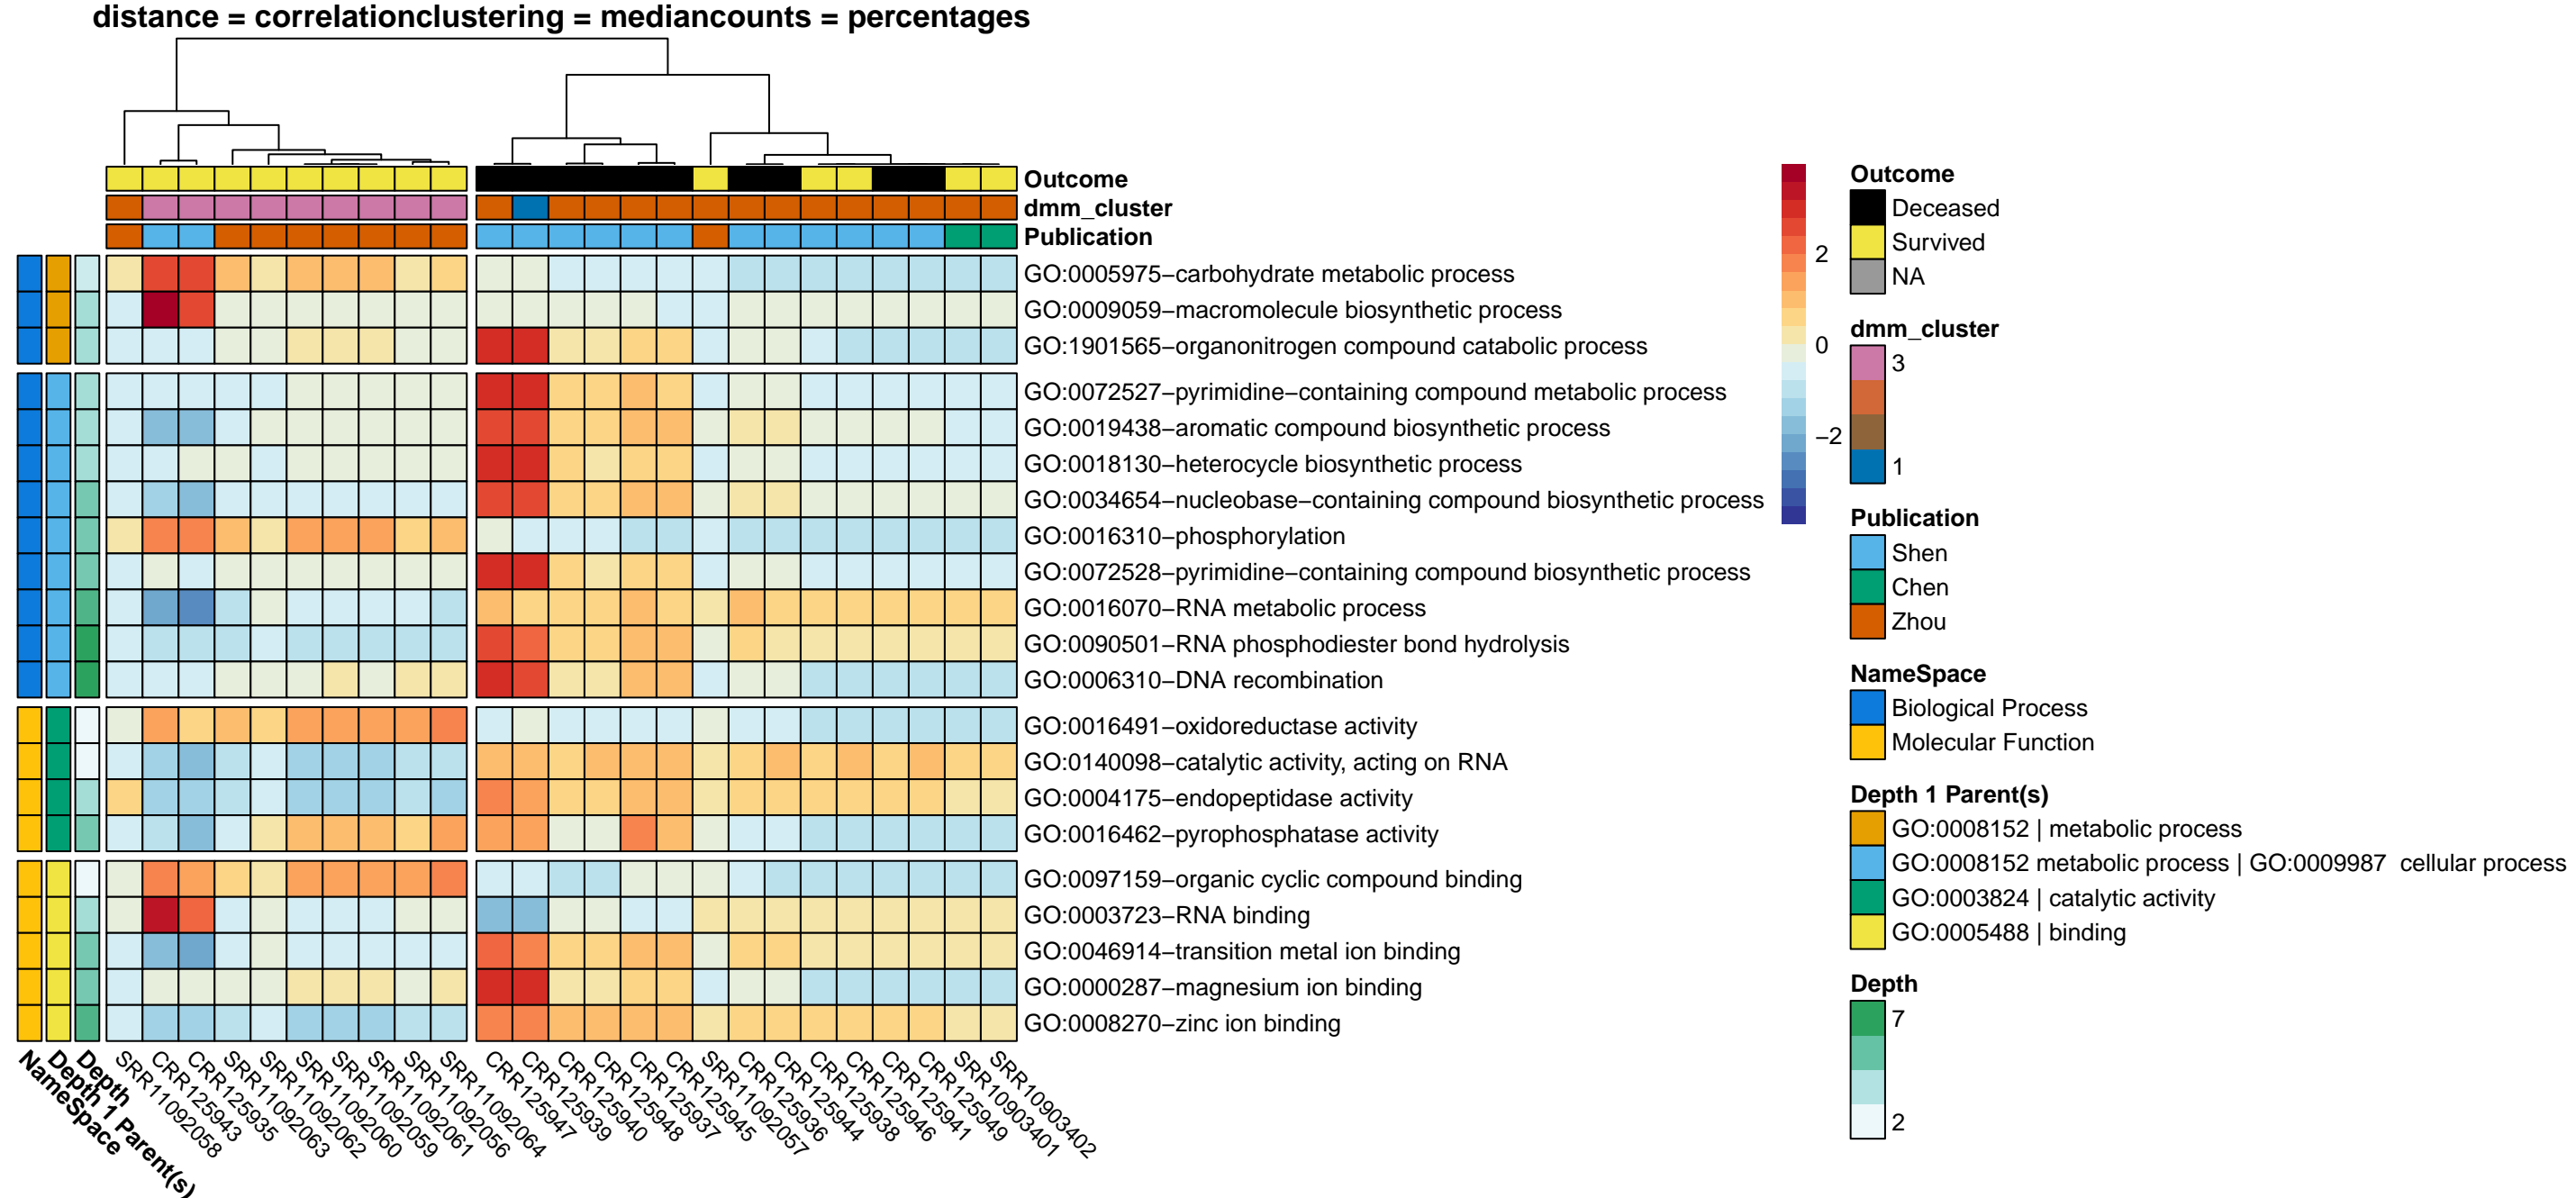 distance = correlationclustering = mediancounts = percentages
Outcome
dmm_cluster
Publication
GO:0005975−carbohydrate metabolic process
GO:0009059−macromolecule biosynthetic process
GO:1901565−organonitrogen compound catabolic process
GO:0072527−pyrimidine−containing compound metabolic process
GO:0019438−aromatic compound biosynthetic process
GO:0018130−heterocycle biosynthetic process
GO:0034654−nucleobase−containing compound biosynthetic process
GO:0016310−phosphorylation
GO:0072528−pyrimidine−containing compound biosynthetic process
GO:0016070−RNA metabolic process
GO:0090501−RNA phosphodiester bond hydrolysis
GO:0006310−DNA recombination
GO:0016491−oxidoreductase activity
GO:0140098−catalytic activity, acting on RNA
GO:0004175−endopeptidase activity
GO:0016462−pyrophosphatase activity
GO:0097159−organic cyclic compound binding
GO:0003723−RNA binding
GO:0046914−transition metal ion binding
GO:0000287−magnesium ion binding
GO:0008270−zinc ion binding
NameSpace
Depth 1 Parent(s)
Depth
SRR11092058
CRR125943
CRR125935
SRR11092063
SRR11092062
SRR11092060
SRR11092059
SRR11092061
SRR11092056
SRR11092064
CRR125947
CRR125939
CRR125940
CRR125948
CRR125937
CRR125945
SRR11092057
CRR125936
CRR125944
CRR125938
CRR125946
CRR125941
CRR125949
SRR10903401
SRR10903402
2
0
−2
Outcome
Deceased
Survived
NA
dmm_cluster
3
1
Publication
Shen
Chen
Zhou
NameSpace
Biological Process
Molecular Function
Depth 1 Parent(s)
GO:0008152 | metabolic process
GO:0008152 metabolic process | GO:0009987 cellular process
GO:0003824 | catalytic activity
GO:0005488 | binding
Depth
7
2